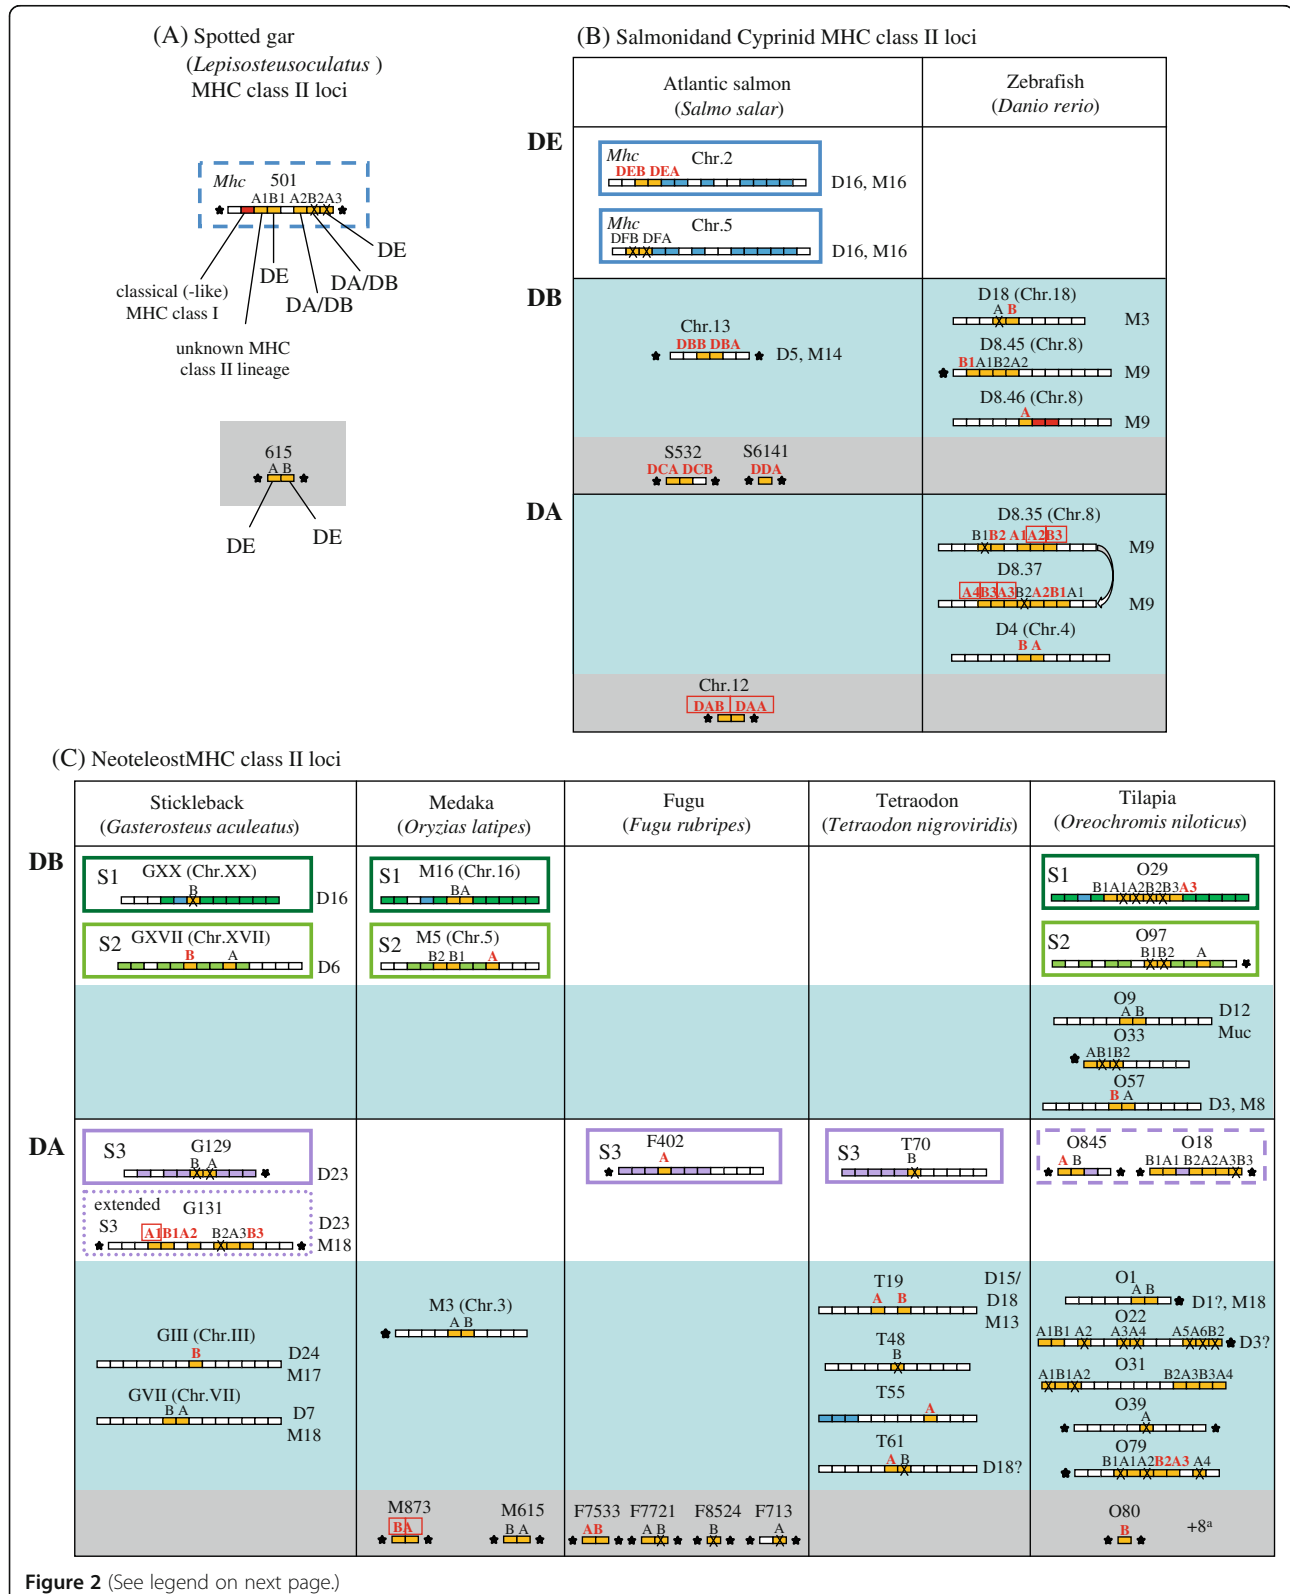 (A) Spotted gar
(Lepisosteusoculatus )
MHC class II loci
Mhc 501
A1B1 A2B2A3
DE
DA/DB
DA/DB
DE
classical (-like)
MHC class I
unknown MHC
class II lineage
615
A B
DE
DE
(B) Salmonidand Cyprinid MHC class II loci
Atlantic salmon
(Salmo salar)
Zebrafish
(Danio rerio)
DE
Mhc Chr.2
DEB DEA
D16, M16
Mhc Chr.5
DFB DFA
D16, M16
DB
Chr.13
DBB DBA
D5, M14
D18 (Chr.18)
A B
M3
D8.45 (Chr.8)
B1A1B2A2
M9
D8.46 (Chr.8)
A
M9
S532
DCA DCB
S6141
DDA
DA
D8.35 (Chr.8)
B1B2 A1A2B3
M9
D8.37
A4B3A3B2A2B1A1
M9
D4 (Chr.4)
B A
Chr.12
DAB DAA
(C) NeoteleostMHC class II loci
Stickleback
(Gasterosteus aculeatus)
Medaka
(Oryzias latipes)
Fugu
(Fugu rubripes)
Tetraodon
(Tetraodon nigroviridis)
Tilapia
(Oreochromis niloticus)
DB
S1 GXX (Chr.XX)
B
D16
S2 GXVII (Chr.XVII)
B A
D6
S1 M16 (Chr.16)
BA
S2 M5 (Chr.5)
B2 B1 A
S1 O29
B1A1A2B2B3A3
S2 O97
B1B2 A
O9
A B
D12
Muc
O33
AB1B2
O57
B A
D3, M8
DA
S3 G129
B A
D23
extended
S3 G131
A1B1A2 B2A3B3
D23
M18
S3 F402
A
S3 T70
B
O845
A B
O18
B1A1 B2A2A3B3
GIII (Chr.III)
B
D24
M17
GVII (Chr.VII)
B A
D7
M18
M3 (Chr.3)
A B
T19
A B
D15/
D18
M13
T48
B
T55
A
T61
A B
D18?
O1
A B
D1?, M18
O22
A1B1 A2 A3A4 A5A6B2
D3?
O31
A1B1A2 B2A3B3A4
O39
A
O79
B1A1A2B2A3 A4
M873
BA
M615
B A
F7533
AB
F7721
A B
F8524
B
F713
A
O80
B
+8ᵃ
Figure 2 (See legend on next page.)